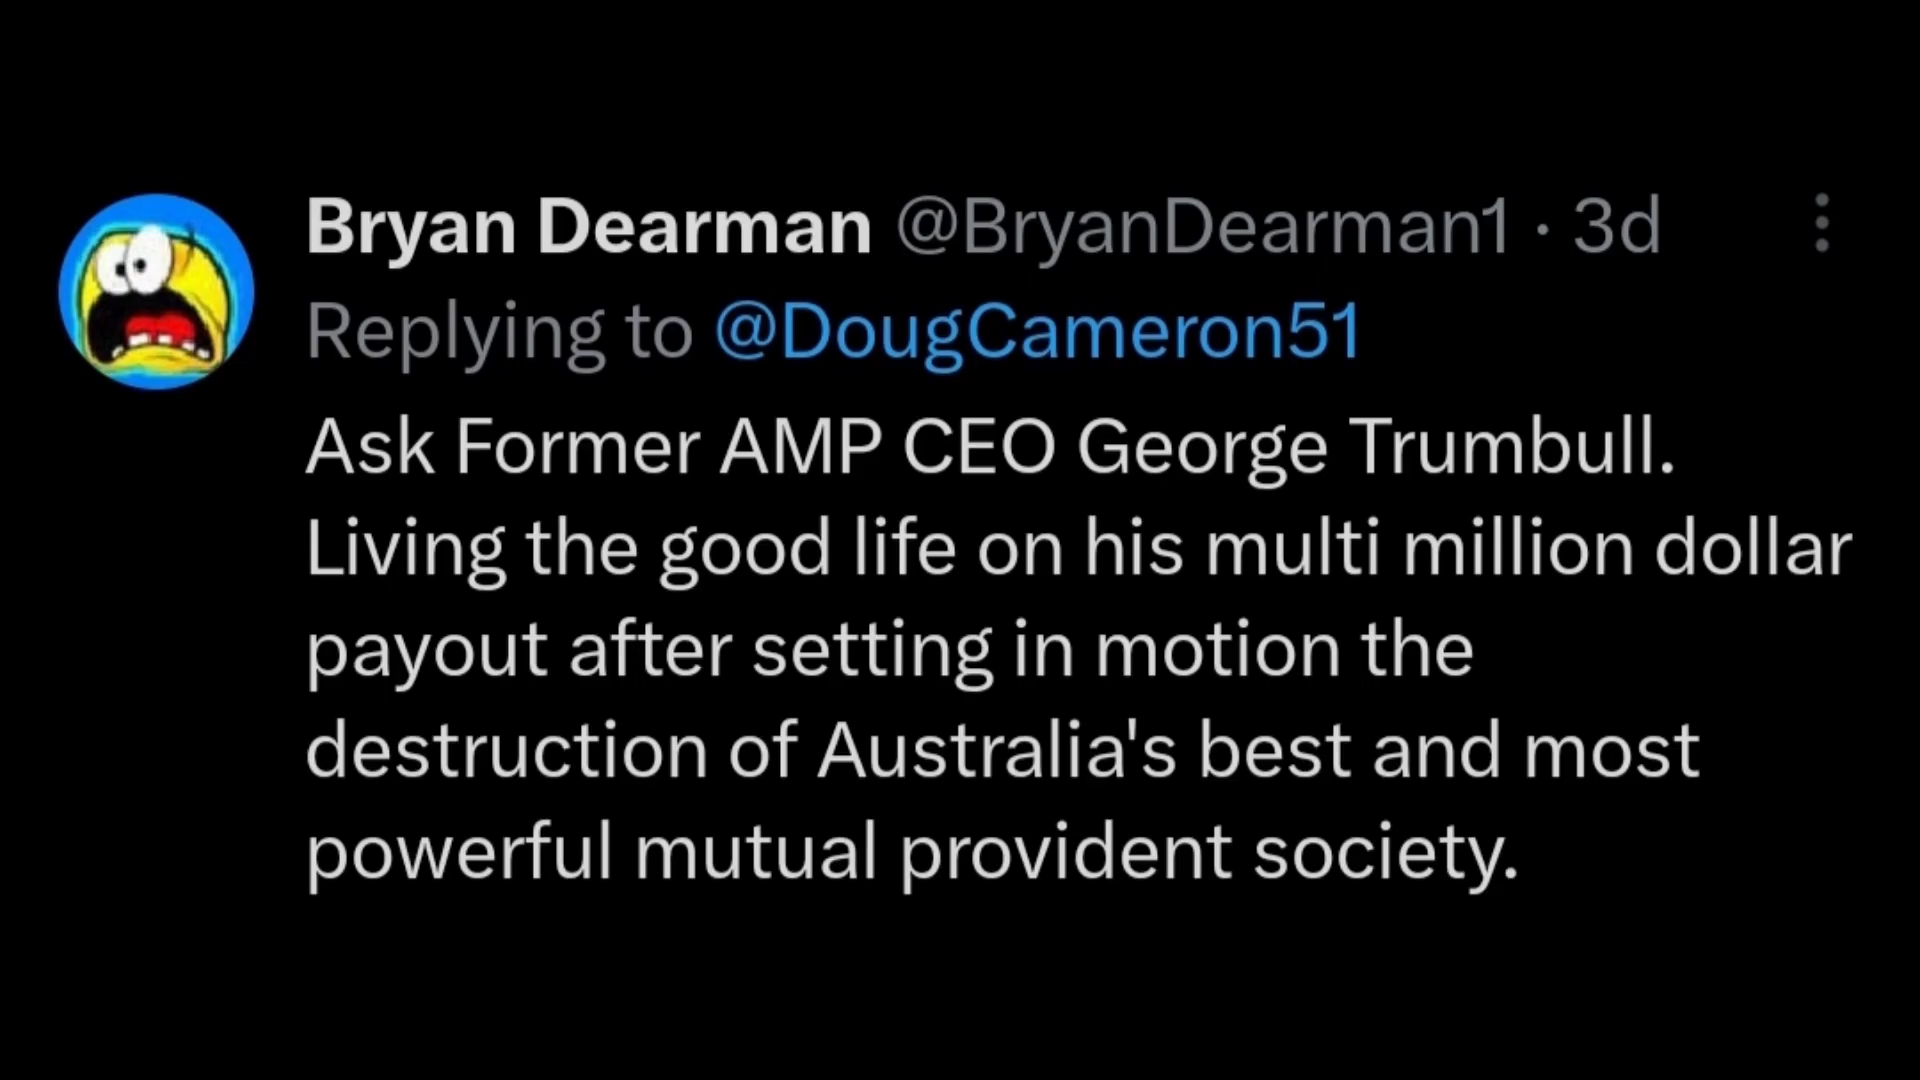 Bryan Dearman @BryanDearman1 · 3d
Replying to @DougCameron51
Ask Former AMP CEO George Trumbull.
Living the good life on his multi million dollar
payout after setting in motion the
destruction of Australia's best and most
powerful mutual provident society.